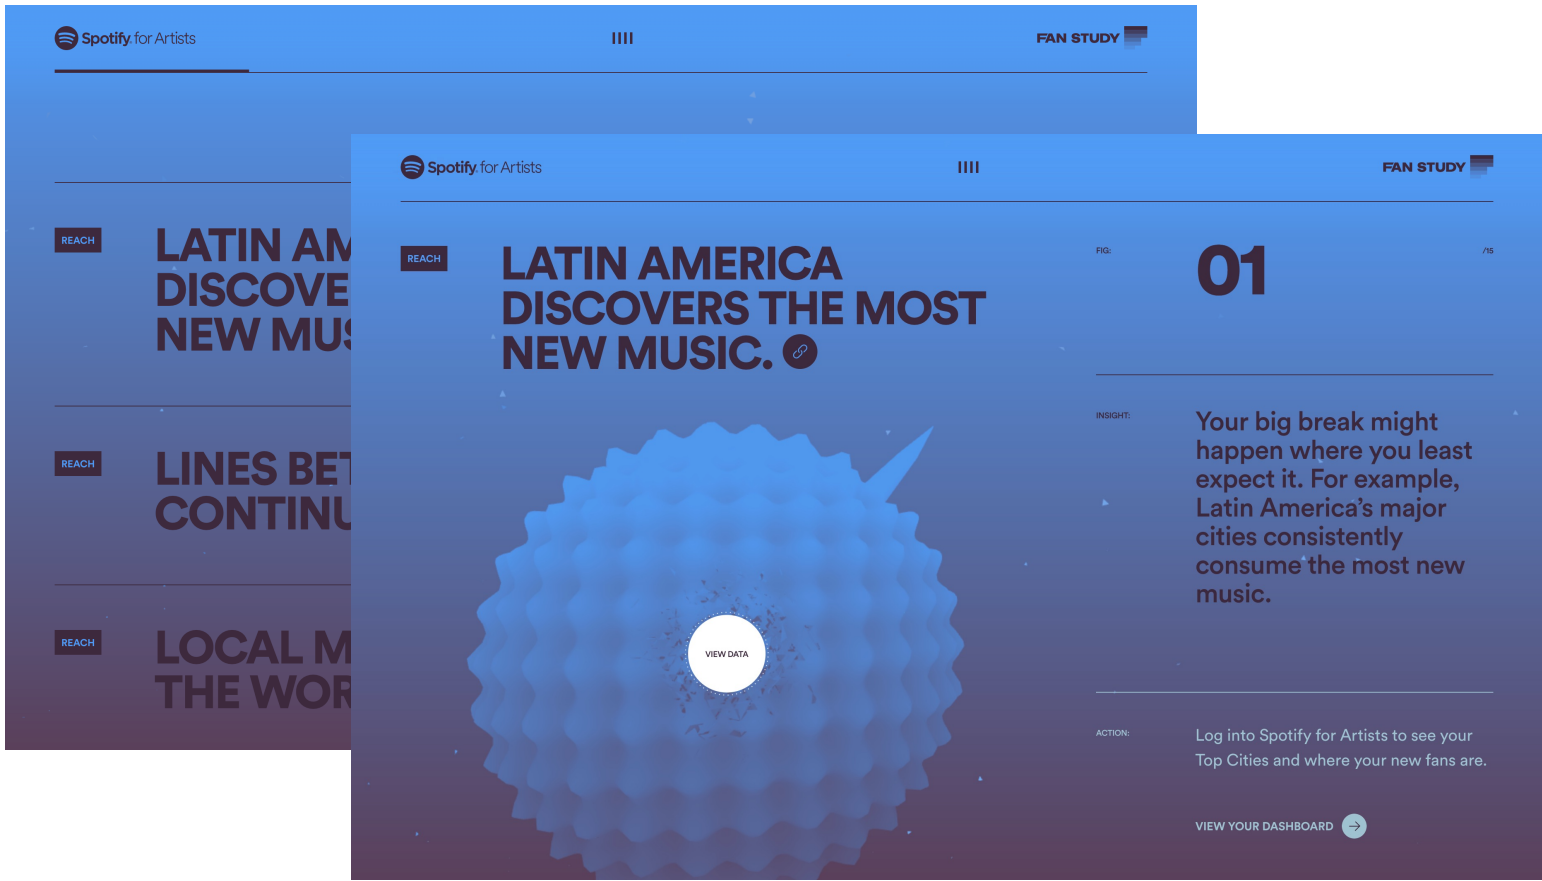 Spotify for Artists
FAN STUDY
REACH
LATIN AM
DISCOVE
NEW MUS
REACH
LINES BET
CONTINU
REACH
LOCAL M
THE WOR
Spotify for Artists
FAN STUDY
REACH
LATIN AMERICA
DISCOVERS THE MOST
NEW MUSIC.
VIEW DATA
FIG:
01
/15
INSIGHT:
Your big break might
happen where you least
expect it. For example,
Latin America’s major
cities consistently
consume the most new
music.
ACTION:
Log into Spotify for Artists to see your
Top Cities and where your new fans are.
VIEW YOUR DASHBOARD